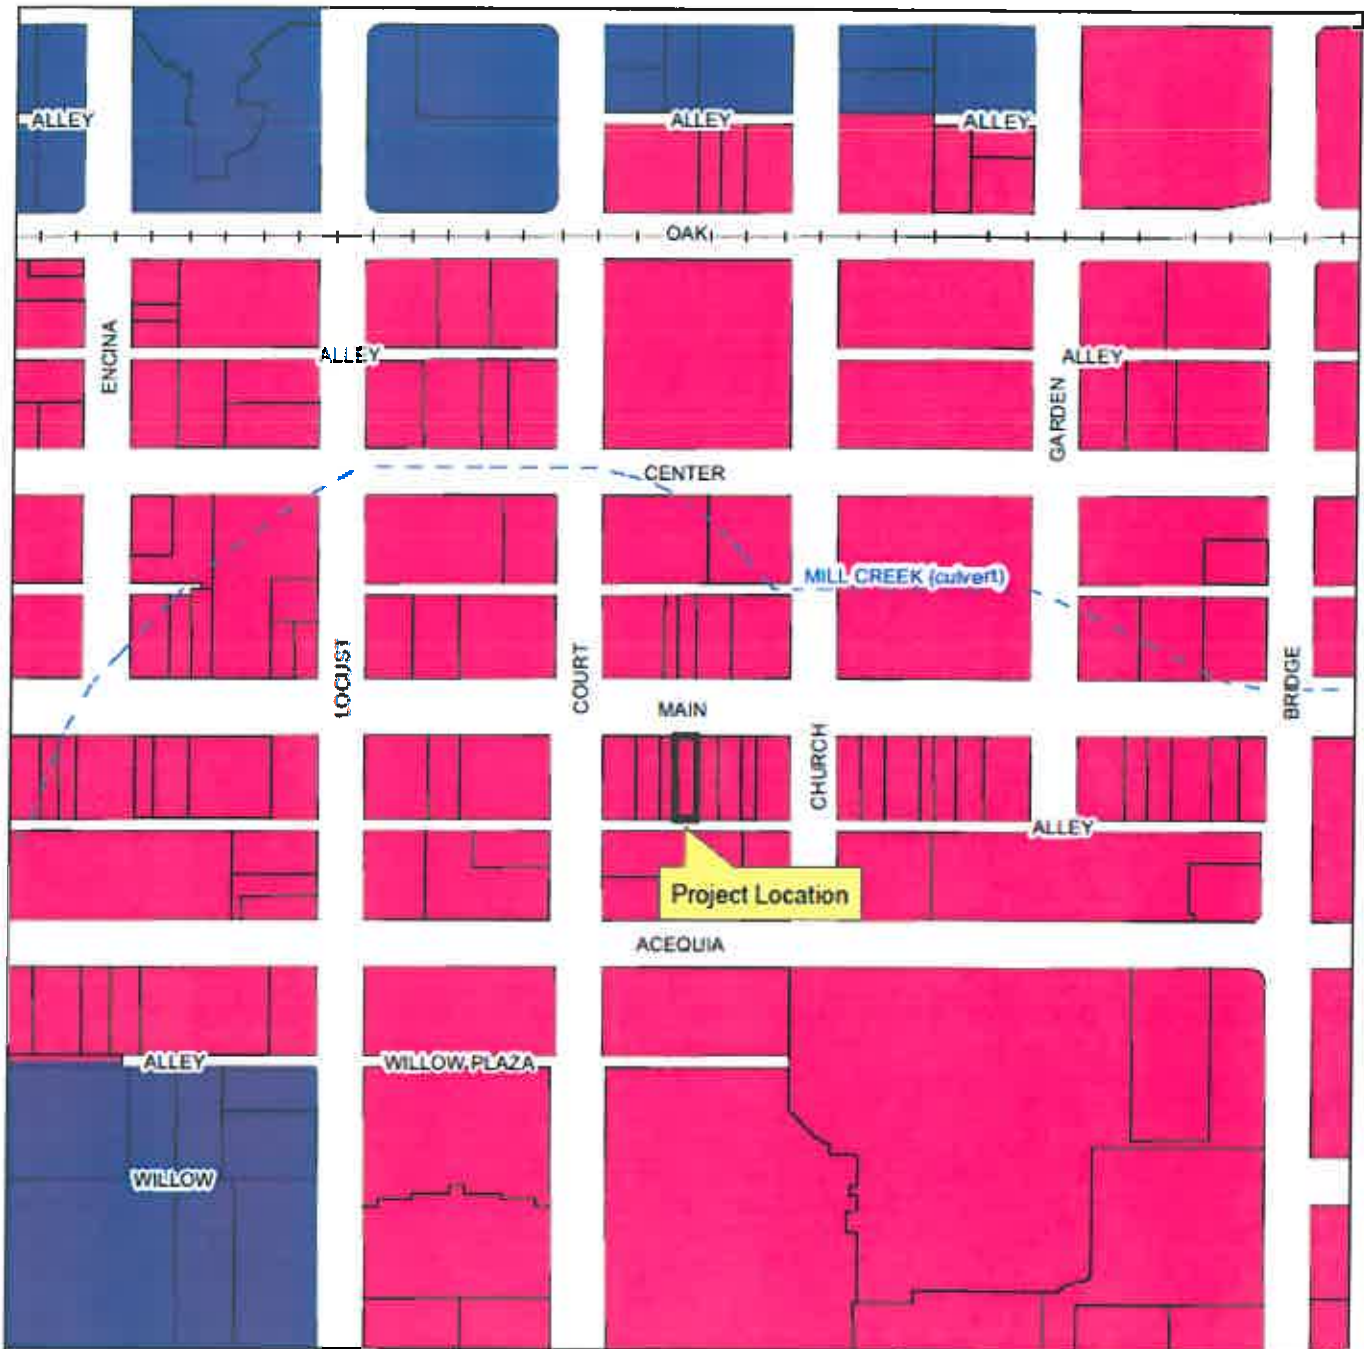 ALLEY
ALLEY
ALLEY
OAK
ENCINA
ALLEY
ALLEY
GARDEN
CENTER
MILL CREEK (culvert)
LOCUST
COURT
BRIDGE
MAIN
CHURCH
ALLEY
Project Location
ACEQUIA
ALLEY
WILLOW PLAZA
WILLOW